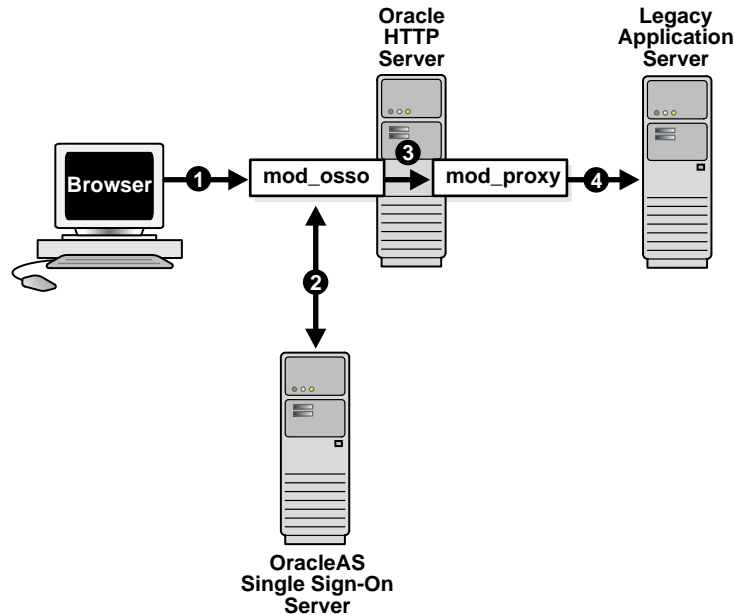 Oracle
HTTP
Server
Legacy
Application
Server
Browser
1
mod_osso
3
mod_proxy
4
2
OracleAS
Single Sign-On
Server